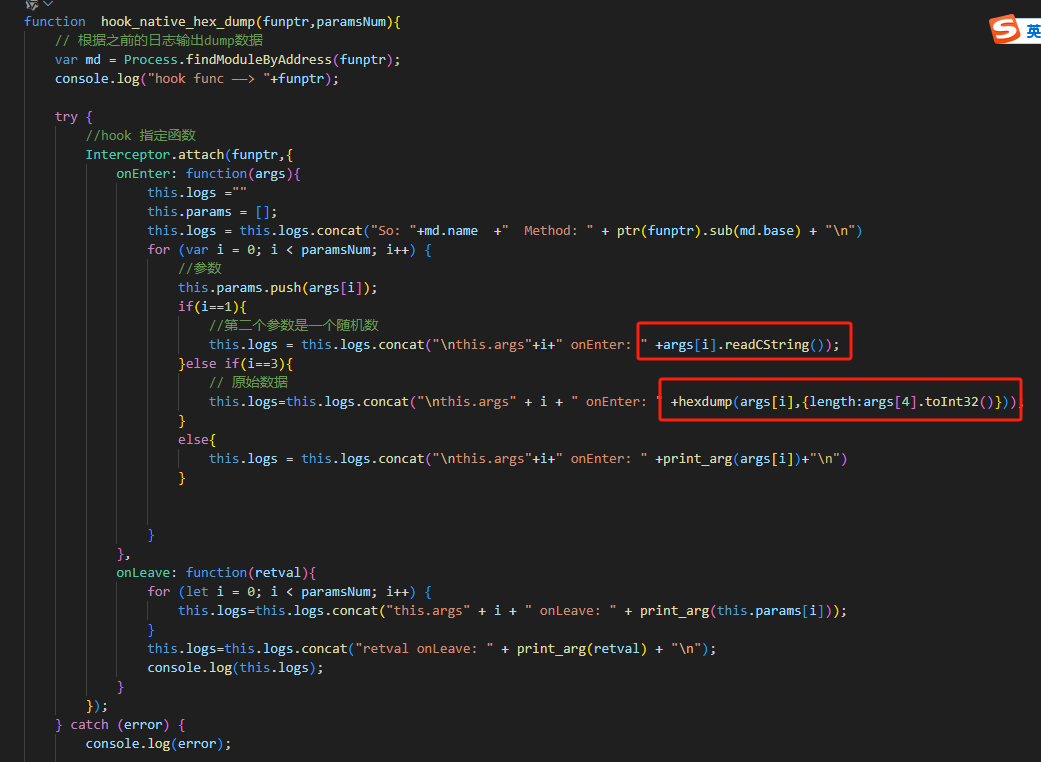 function  hook_native_hex_dump(funptr,paramsNum){
    // 根据之前的日志输出dump数据
    var md = Process.findModuleByAddress(funptr);
    console.log("hook func ——> "+funptr);

    try {
        //hook 指定函数
        Interceptor.attach(funptr,{
            onEnter: function(args){
                this.logs =""
                this.params = [];
                this.logs = this.logs.concat("So: "+md.name  +"  Method: " + ptr(funptr).sub(md.base) + "\n")
                for (var i = 0; i < paramsNum; i++) {
                    //参数
                    this.params.push(args[i]);
                    if(i==1){
                        //第二个参数是一个随机数
                        this.logs = this.logs.concat("\nthis.args"+i+" onEnter: " +args[i].readCString());
                    }else if(i==3){
                        // 原始数据
                        this.logs=this.logs.concat("\nthis.args" + i + " onEnter: " +hexdump(args[i],{length:args[4].toInt32()}))
                    }
                    else{
                        this.logs = this.logs.concat("\nthis.args"+i+" onEnter: " +print_arg(args[i])+"\n")
                    }

                }
            },
            onLeave: function(retval){
                for (let i = 0; i < paramsNum; i++) {
                    this.logs=this.logs.concat("this.args" + i + " onLeave: " + print_arg(this.params[i]));
                }
                this.logs=this.logs.concat("retval onLeave: " + print_arg(retval) + "\n");
                console.log(this.logs);
            }
        });
    } catch (error) {
        console.log(error);
S 英